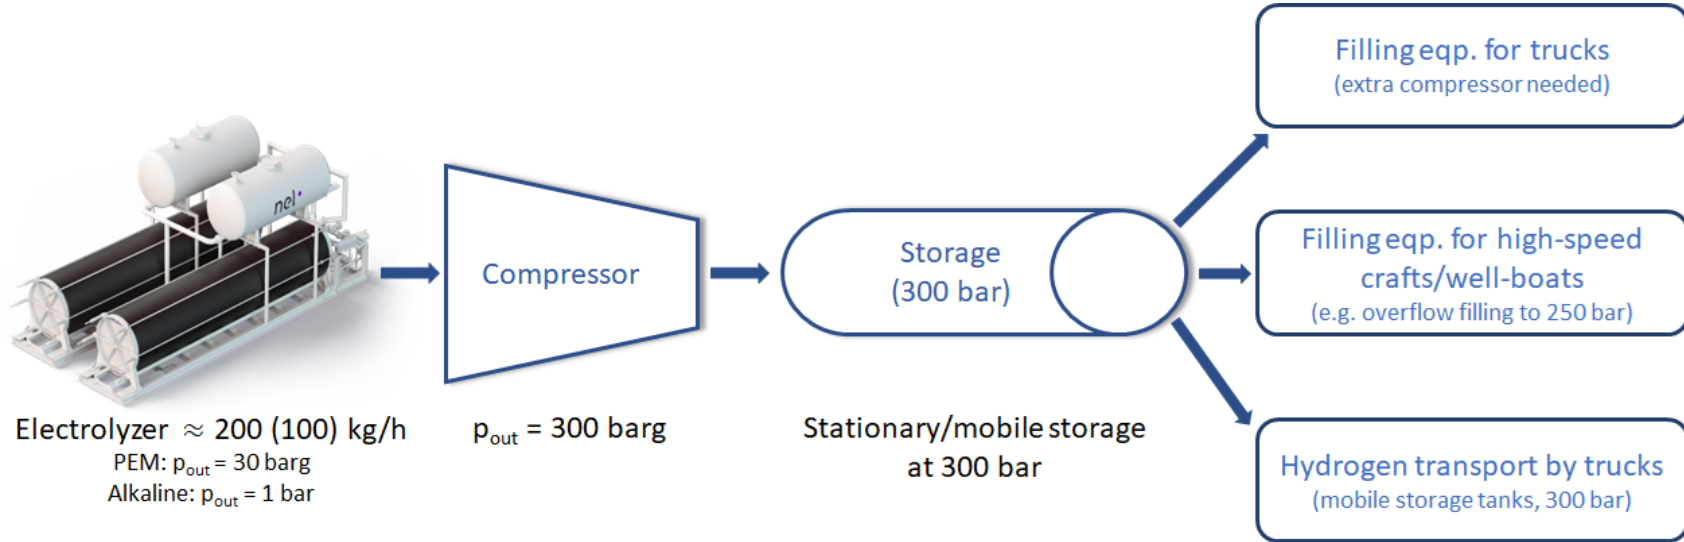 nel
Electrolyzer ≈ 200 (100) kg/h
PEM: pout = 30 barg
Alkaline: pout = 1 bar
Compressor
pout = 300 barg
Storage
(300 bar)
Stationary/mobile storage
at 300 bar
Filling eqp. for trucks
(extra compressor needed)
Filling eqp. for high-speed
crafts/well-boats
(e.g. overflow filling to 250 bar)
Hydrogen transport by trucks
(mobile storage tanks, 300 bar)